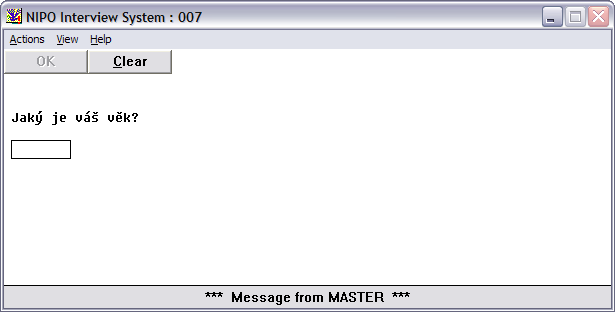 NIPO Interview System : 007
Actions View Help
OK Clear
Jaký je váš věk?
*** Message from MASTER ***